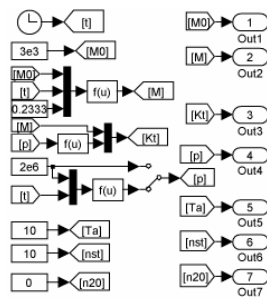 [t]
3e3
[M0]
[M0]
[t]
f(u)
[M]
0.2333
[M]
[p]
f(u)
[Kt]
2e6
[t]
f(u)
[p]
10
[Ta]
10
[nst]
0
[n20]
[M0]
1
Out1
[M]
2
Out2
[Kt]
3
Out3
[p]
4
Out4
[Ta]
5
Out5
[nst]
6
Out6
[n20]
7
Out7